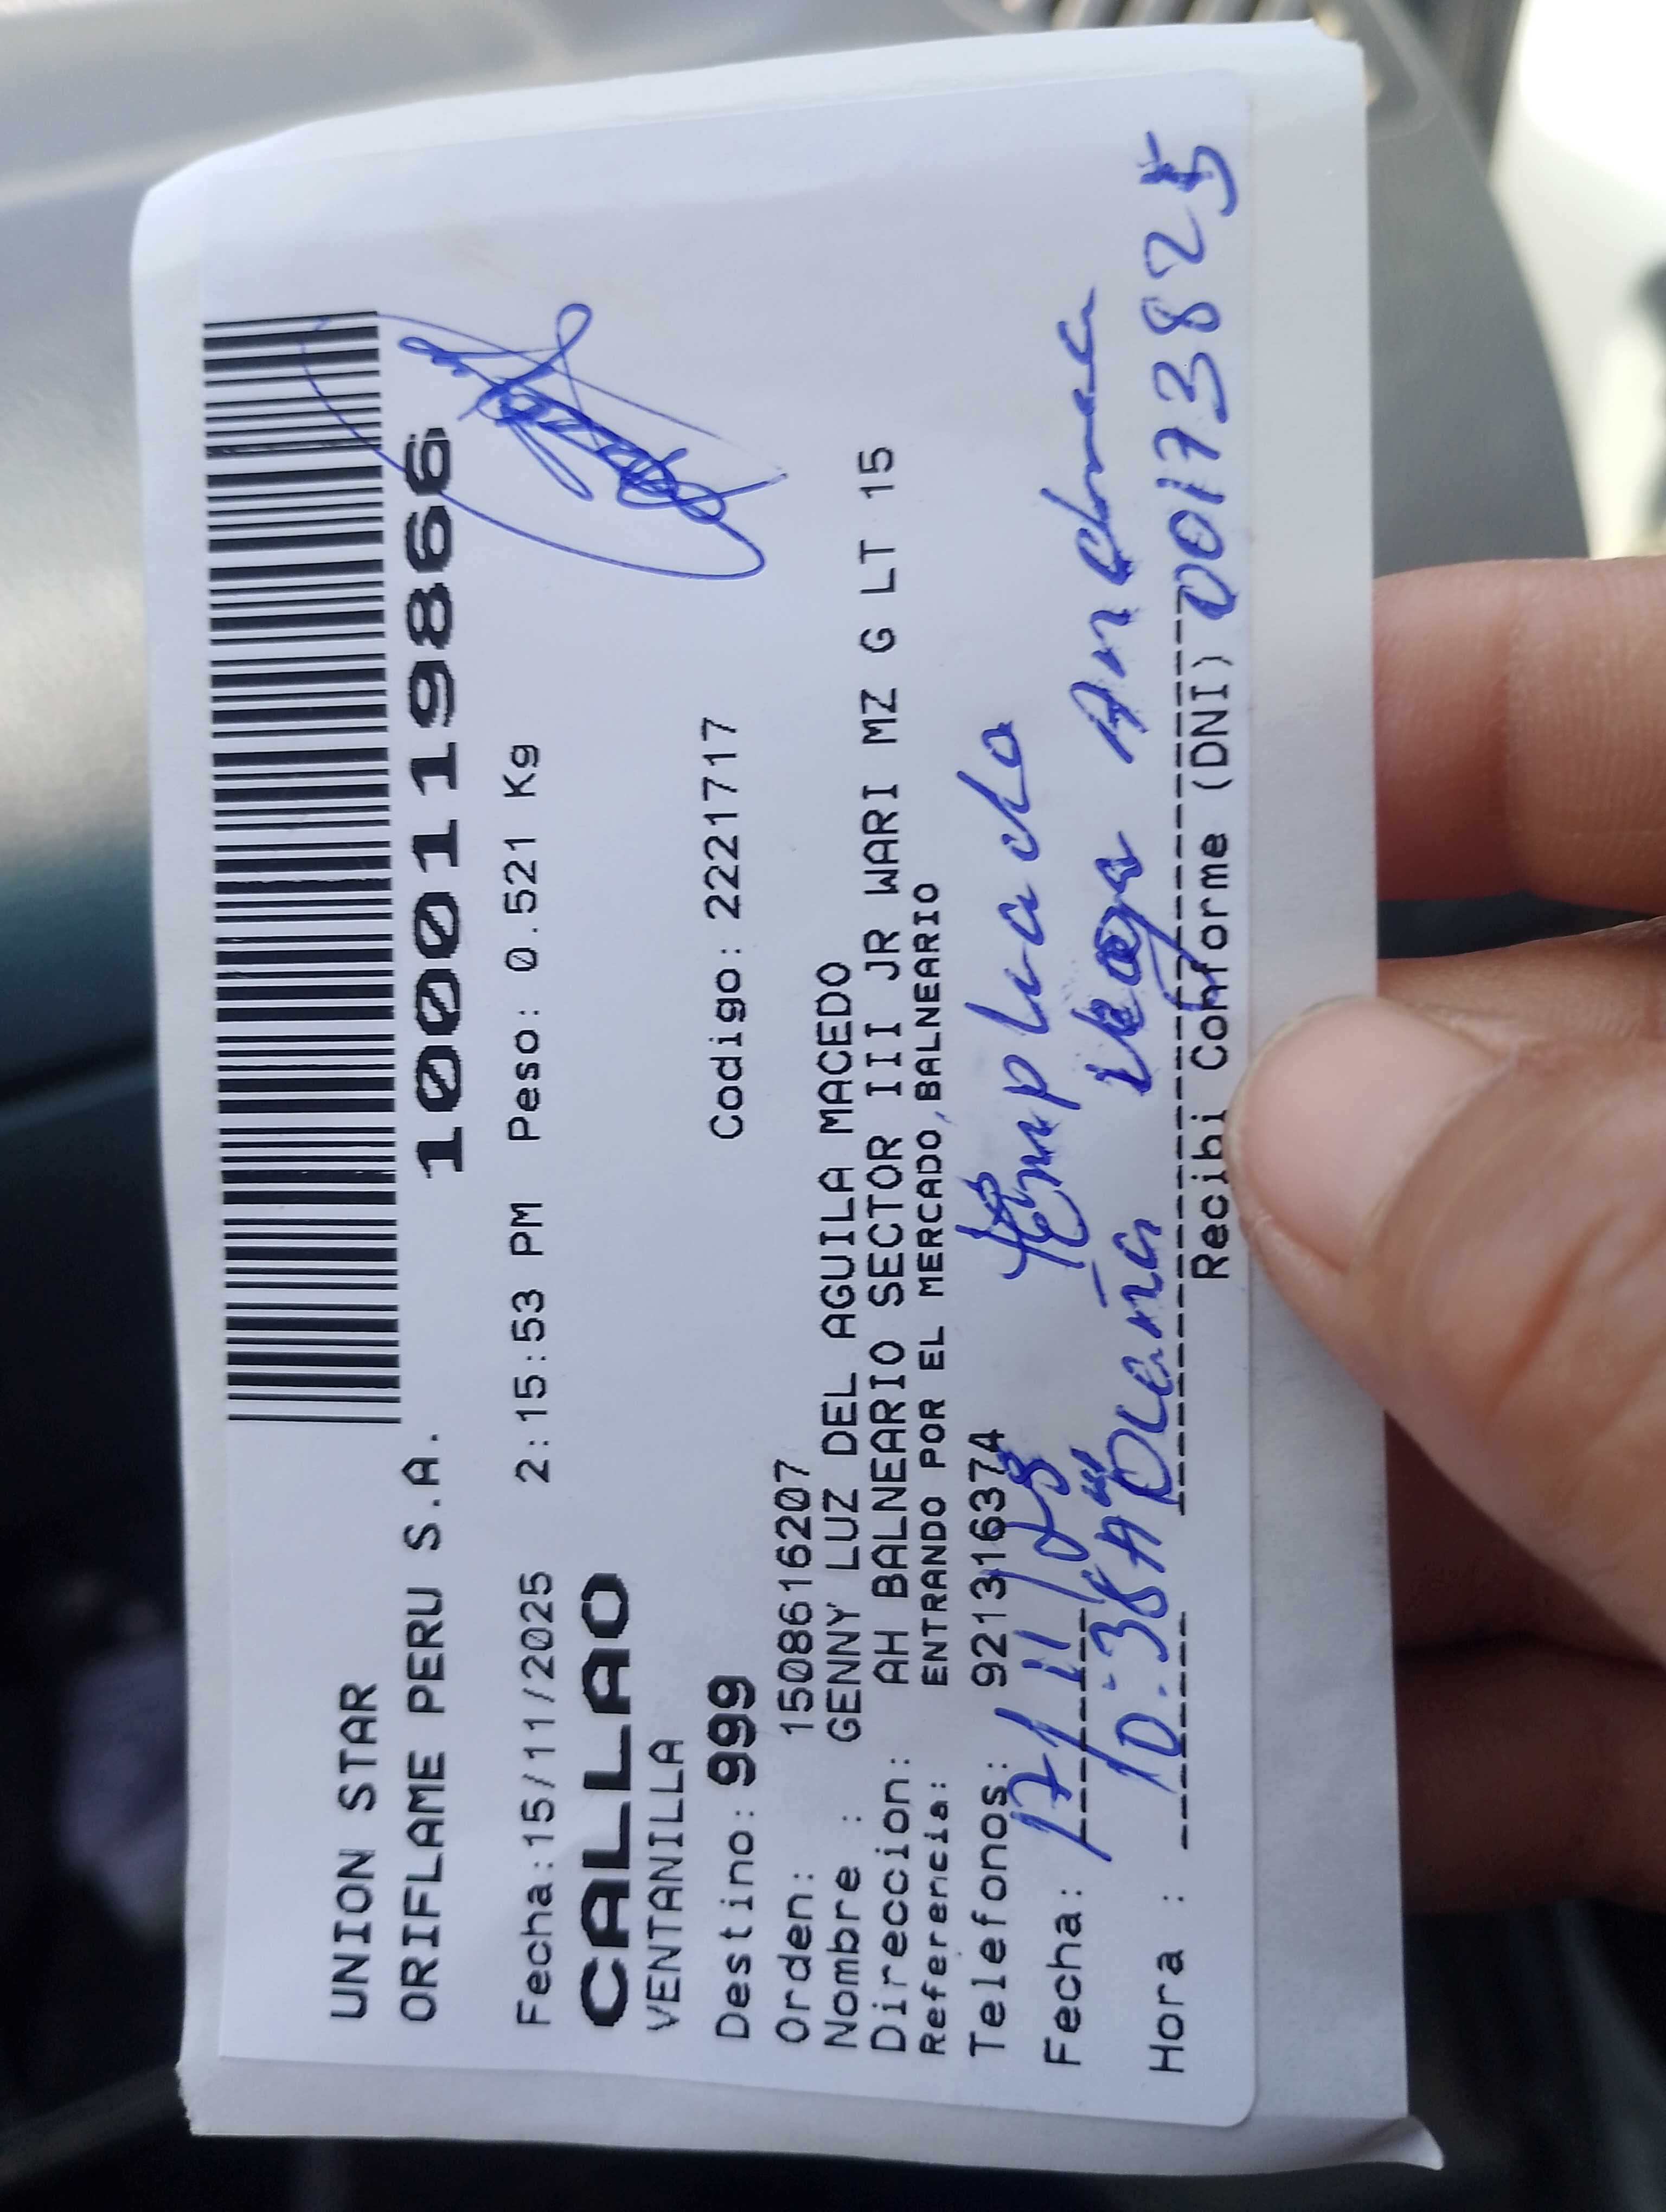 UNION STAR
ORIFLAME PERU S.A.
10001119866
Fecha:15/11/2025 2:15:53 PM Peso: 0.521 Kg
CALLAO
VENTANILLA
Destino: 999 Codigo: 2221717
Orden: 1508616207
Nombre : GENNY LUZ DEL AGUILA MACEDO
Direccion: AH BALNEARIO SECTOR III JR WARI MZ G LT 15
Referencia: ENTRANDO POR EL MERCADO, BALNEARIO
Telefonos: 921316374
Fecha: 17/11/ Empleada
Hora : 10:38 A
00173825
Recibi Conforme (DNI)